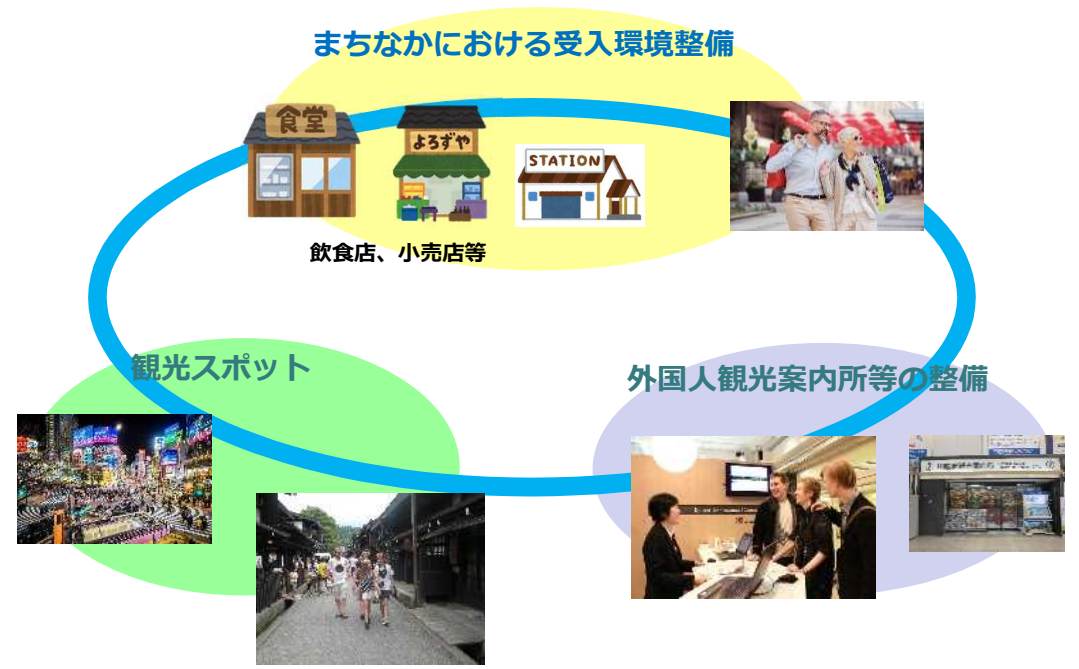 まちなかにおける受入環境整備
食堂
よろずや
STATION
飲食店、小売店等
観光スポット
外国人観光案内所等の整備